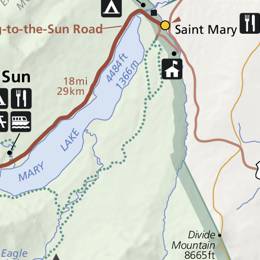 Saint Mary
g-to-the-Sun Road
4484ft
1366m
Sun
18mi
29km
MARY LAKE
Divide
Mountain
8665ft
Eagle